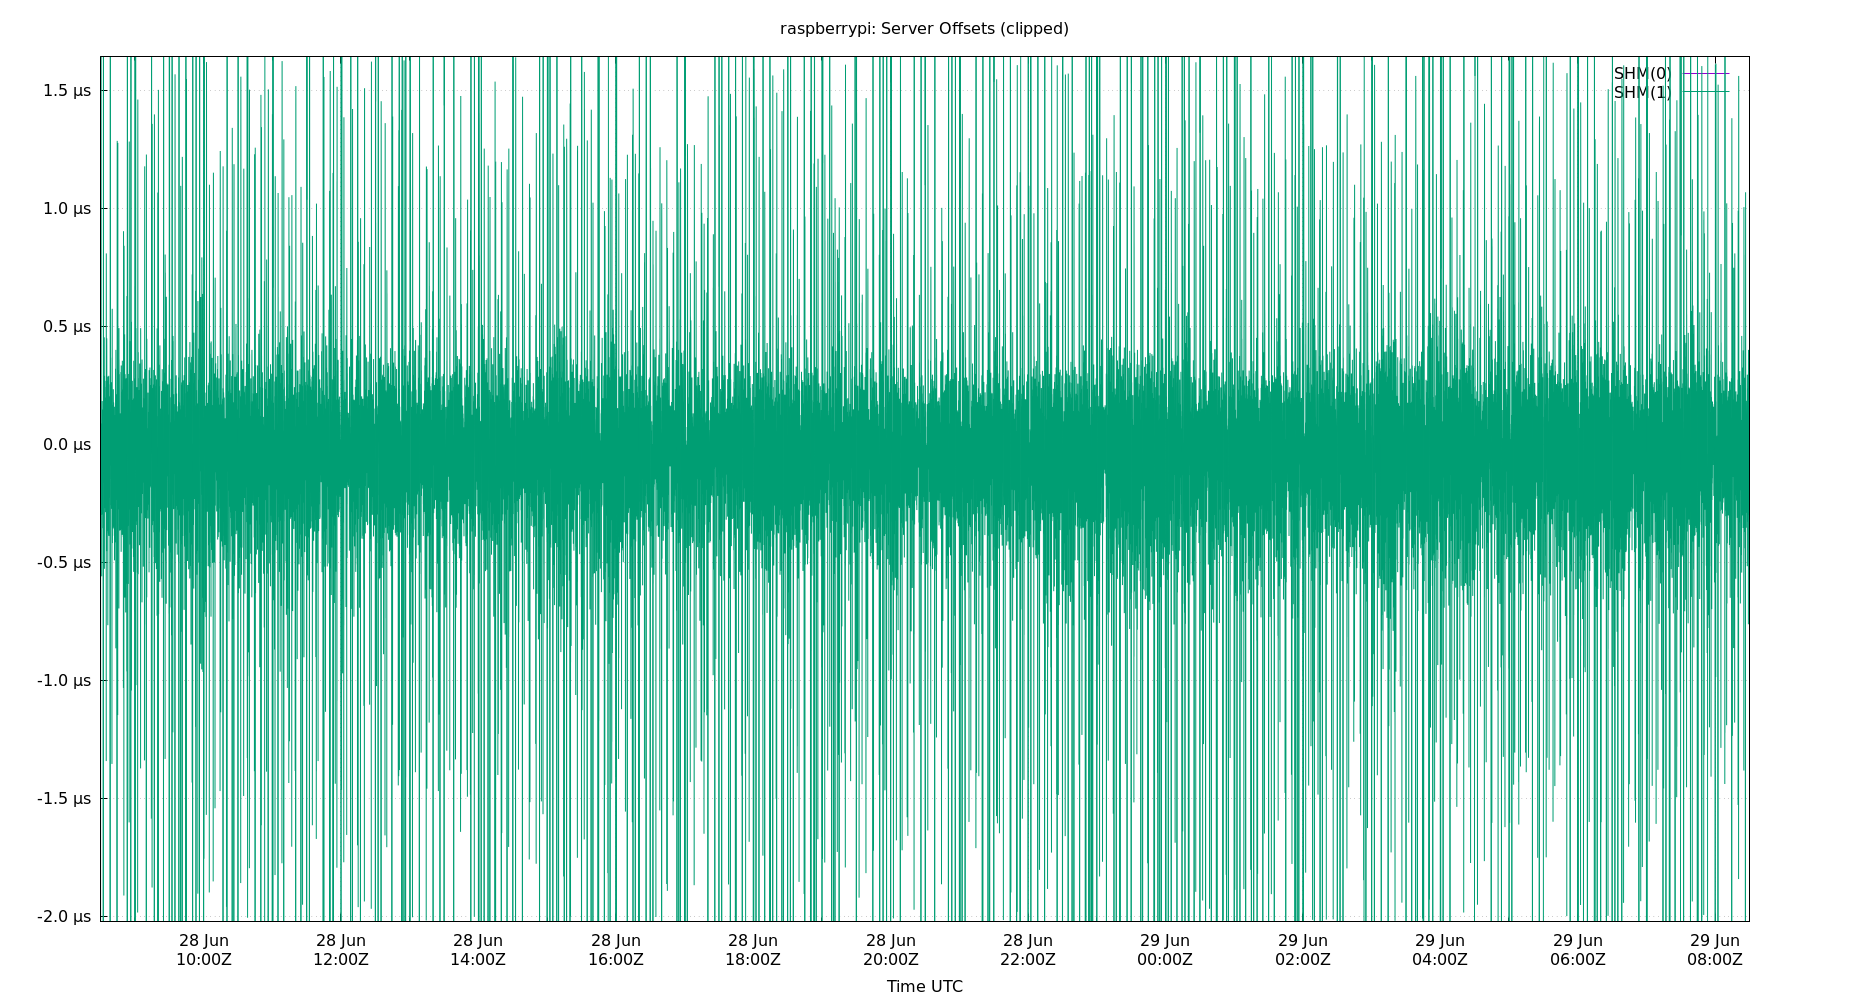 raspberrypi: Server Offsets (clipped)
SHM(0)
SHM(1)
1.5 µs
1.0 µs
0.5 µs
0.0 µs
-0.5 µs
-1.0 µs
-1.5 µs
-2.0 µs
28 Jun 28 Jun 28 Jun 28 Jun 28 Jun 28 Jun 28 Jun 29 Jun 29 Jun 29 Jun 29 Jun 29 Jun
10:00Z 12:00Z 14:00Z 16:00Z 18:00Z 20:00Z 22:00Z 00:00Z 02:00Z 04:00Z 06:00Z 08:00Z
Time UTC